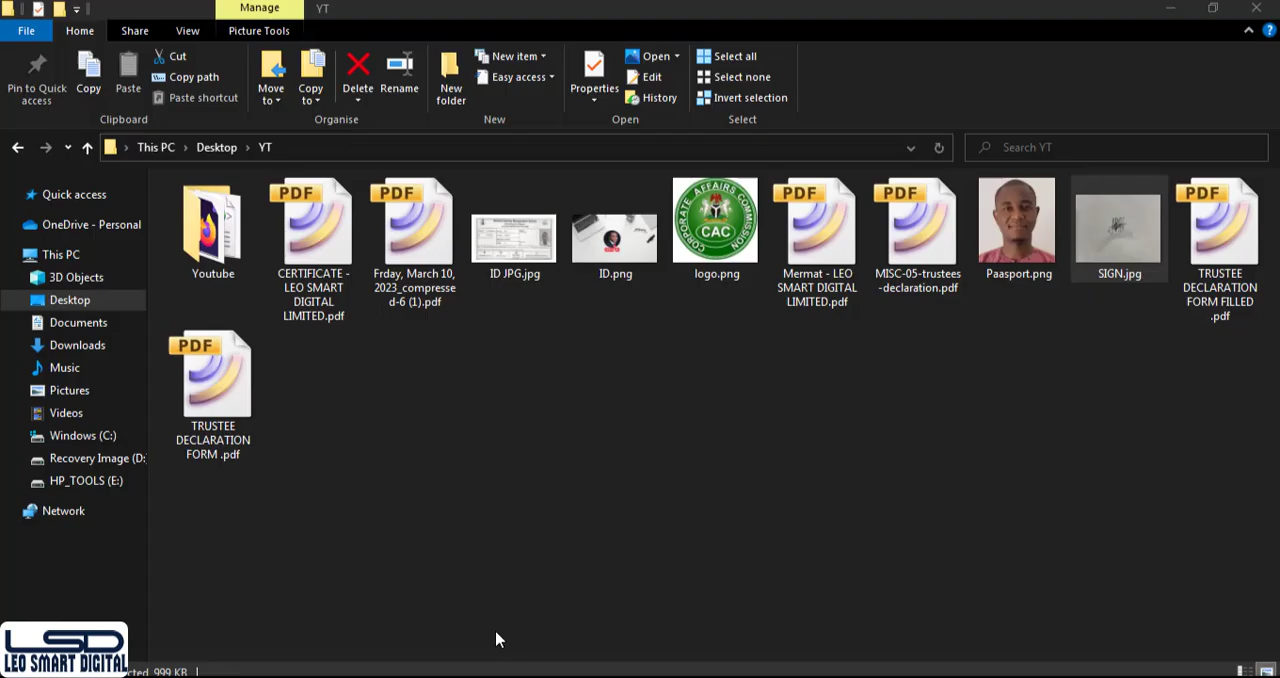 Manage
YT
File
Home
Share
View
Picture Tools
Pin to Quick
access
Copy
Paste
Cut
Copy path
Paste shortcut
Clipboard
Move
to
Copy
to
Delete
Rename
Organise
New
folder
New item
Easy access
New
Properties
Open
Edit
History
Open
Select all
Select none
Invert selection
Select
This PC
Desktop
YT
Search YT
Quick access
OneDrive - Personal
This PC
3D Objects
Desktop
Documents
Downloads
Music
Pictures
Videos
Windows (C:)
Recovery Image (D:
HP_TOOLS (E:)
Network
Youtube
PDF
CERTIFICATE -
LEO SMART
DIGITAL
LIMITED.pdf
PDF
Frday, March 10,
2023_compresse
d-6 (1).pdf
ID JPG.jpg
ID.png
CORPORATE AFFAIRS
CAC
COMMISSION
logo.png
PDF
Mermat - LEO
SMART DIGITAL
LIMITED.pdf
PDF
MISC-05-trustees
-declaration.pdf
Paasport.png
SIGN.jpg
PDF
TRUSTEE
DECLARATION
FORM FILLED
.pdf
PDF
TRUSTEE
DECLARATION
FORM .pdf
LSD
LEO SMART DIGITAL
cted 999 KB